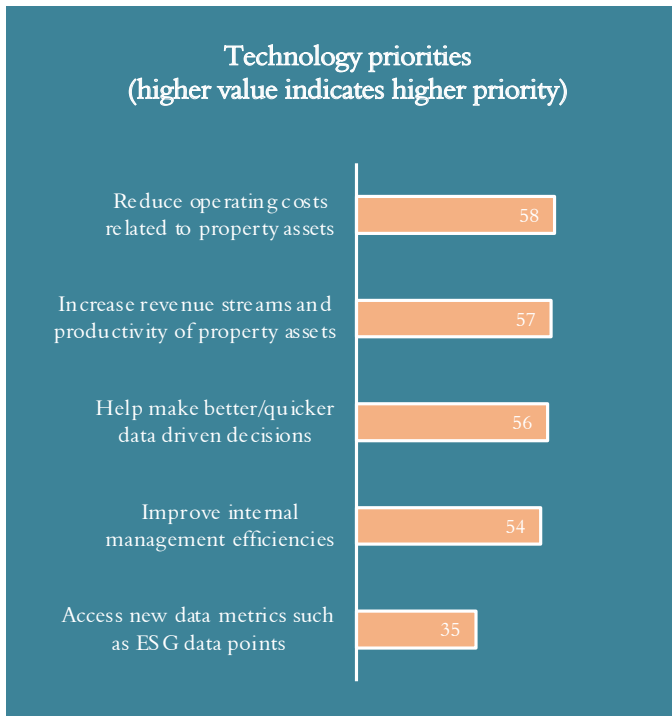 Technology priorities
(higher value indicates higher priority)
Reduce operating costs
related to property assets
58
Increase revenue streams and
productivity of property assets
57
Help make better/quicker
data driven decisions
56
Improve internal
management efficiencies
54
Access new data metrics such
as ESG data points
35